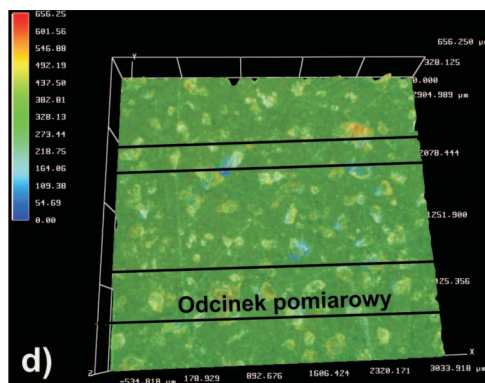 656.25
601.56
546.88
492.19
437.50
382.81
328.13
273.44
218.75
164.06
109.38
54.69
0.00
Y
656.250 µm
328.125
0.000
2904.989 µm
2078.444
1251.900
425.356
Odcinek pomiarowy
d)
Z
X
-534.818 µm
178.929
892.676
1606.424
2320.171
3033.918 µm